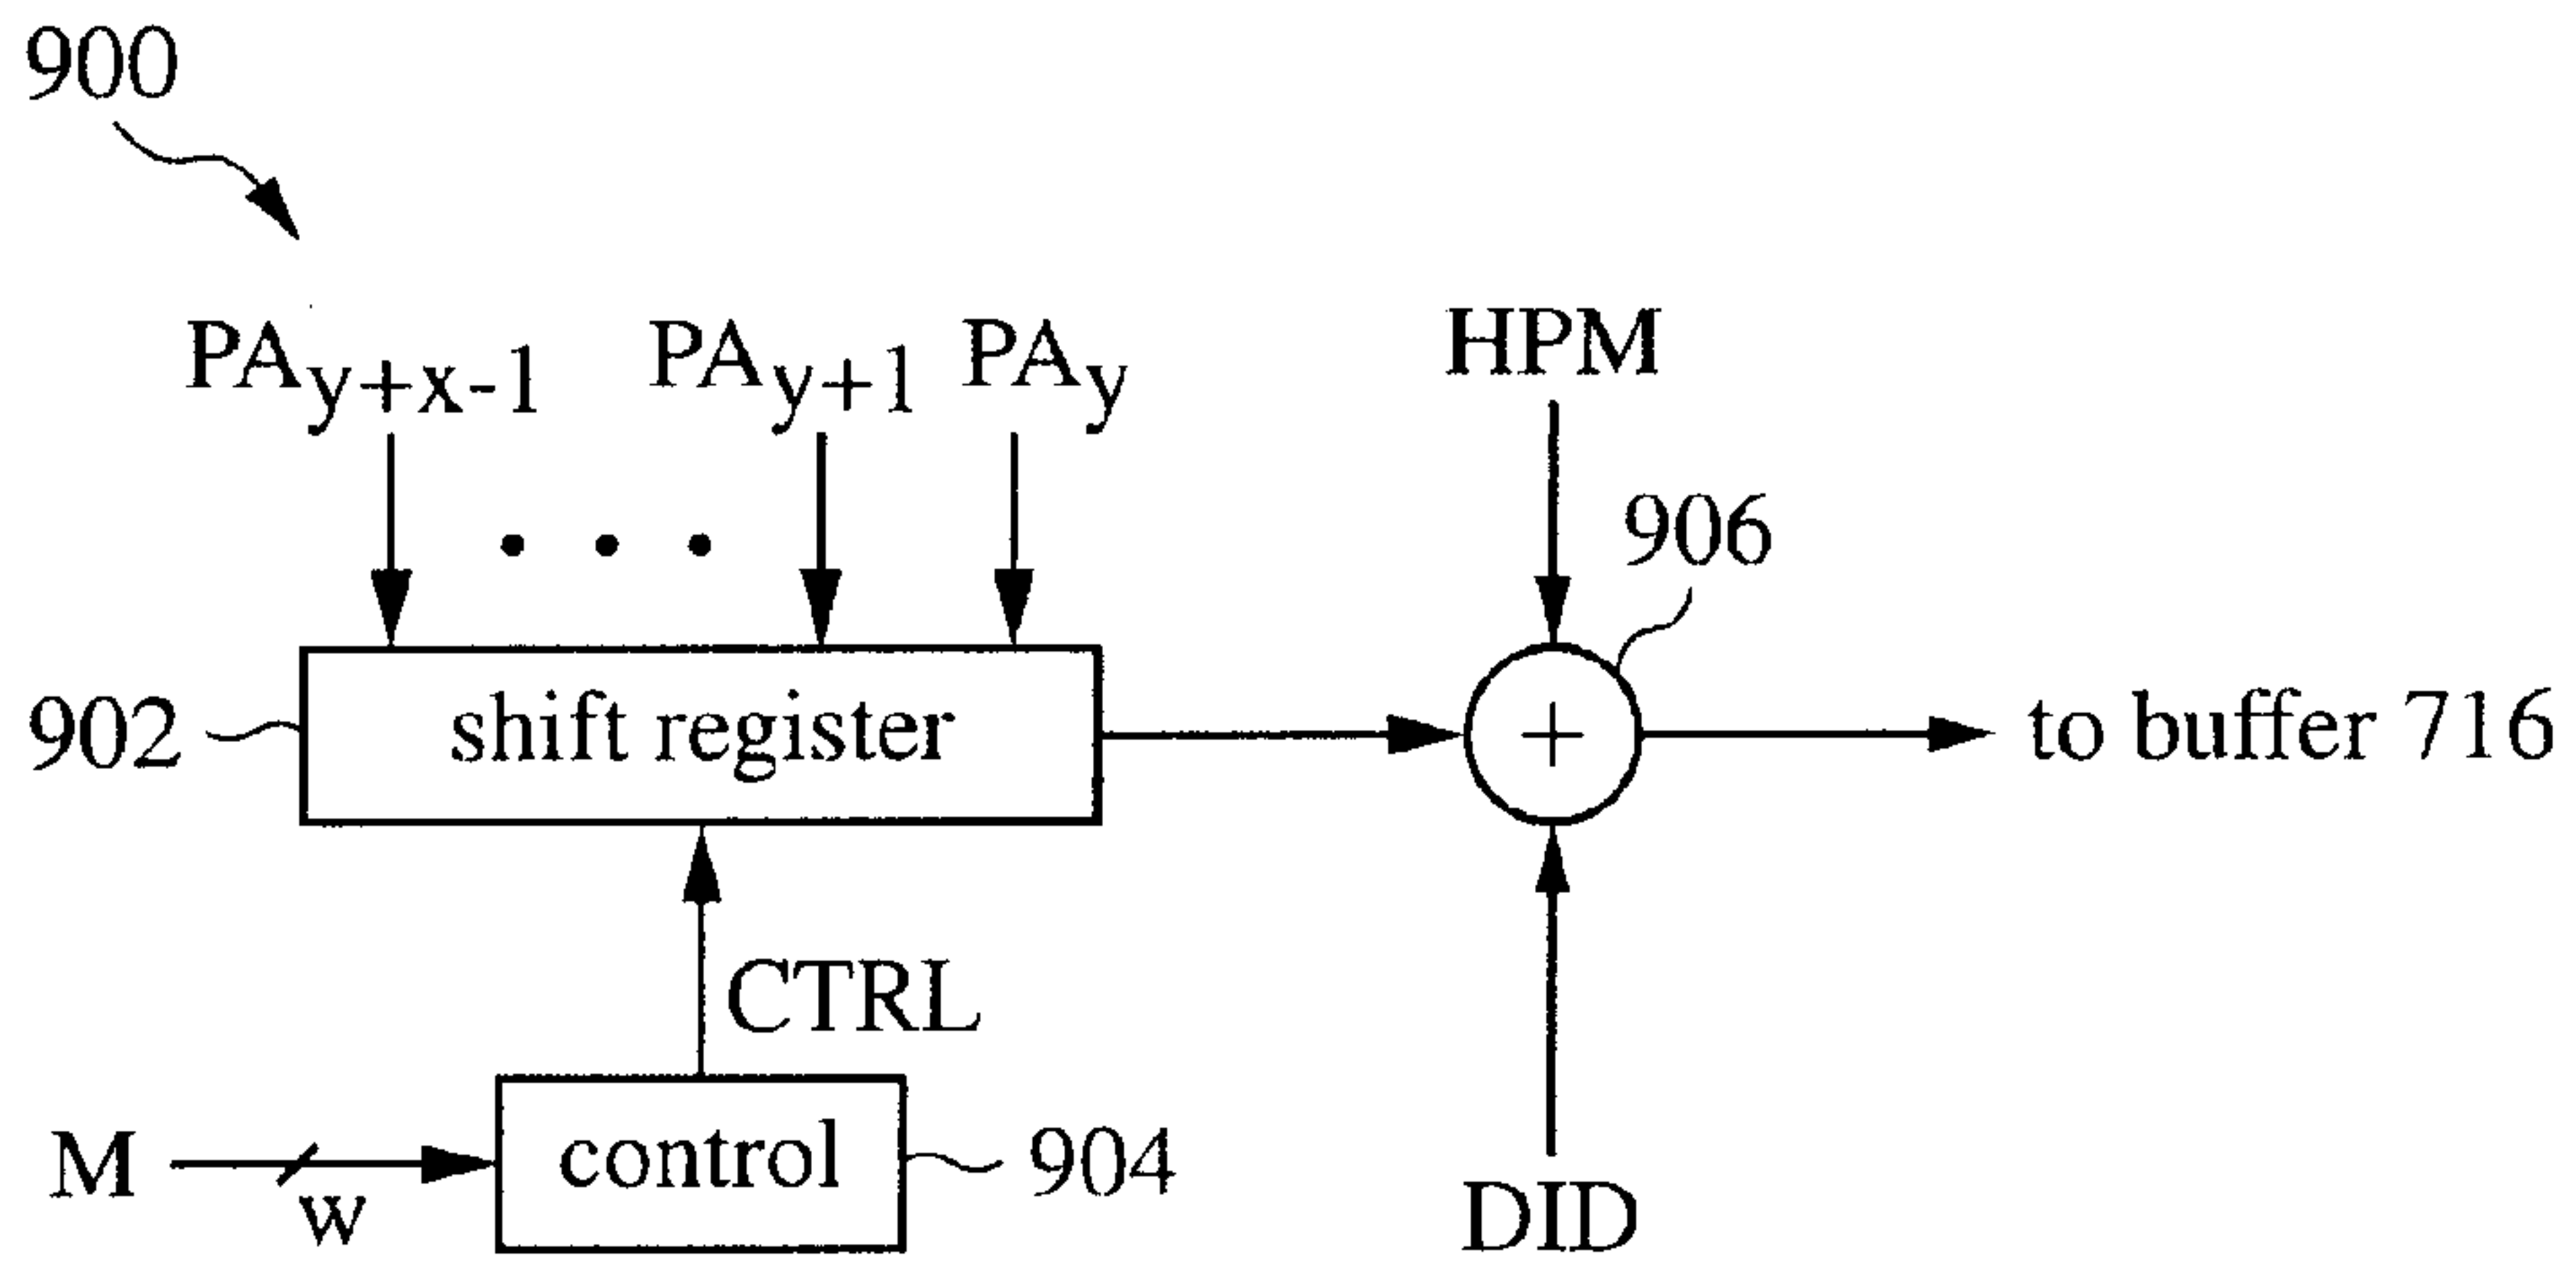 900
PAy+x-1 PAy+1 PAy HPM
906
902 shift register + to buffer 716
CTRL
M w control 904 DID